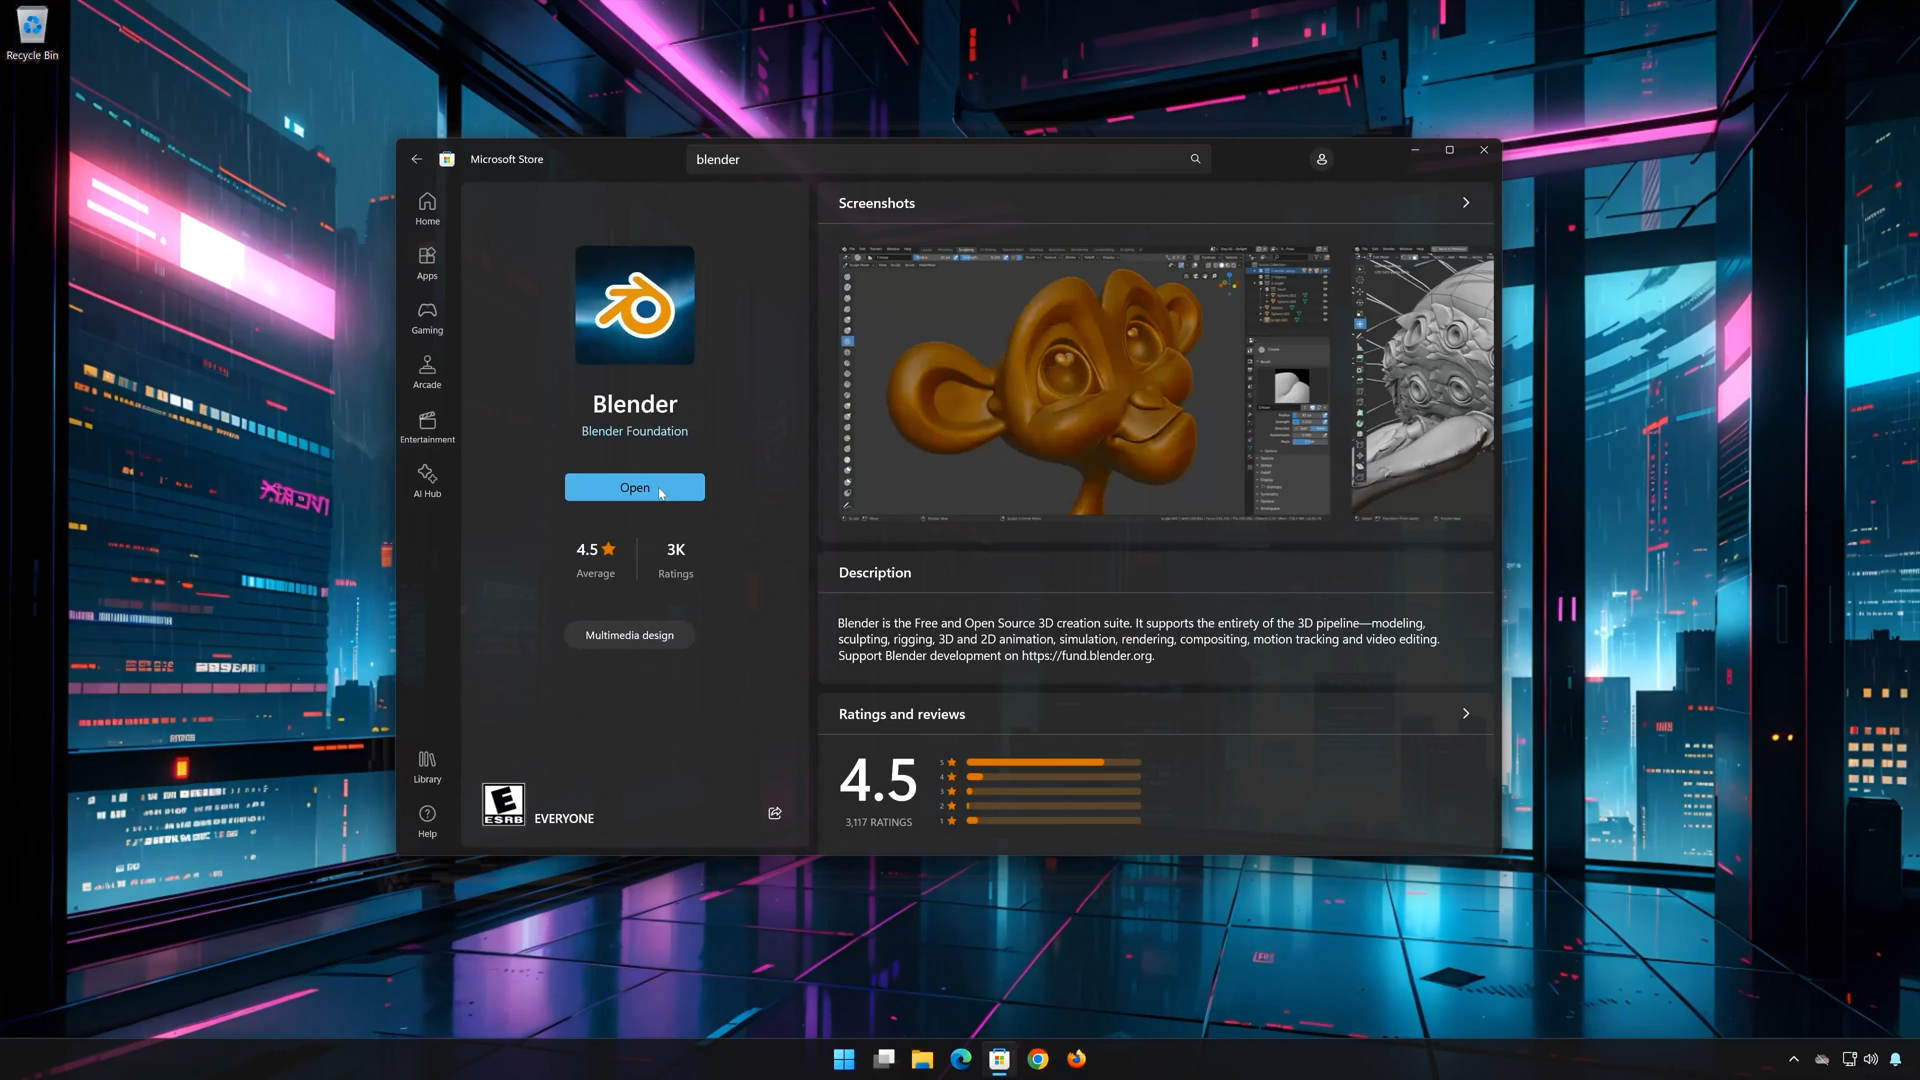 Recycle Bin
Microsoft Store
blender
Home
Apps
Gaming
Arcade
Entertainment
AI Hub
Library
Help
Blender
Blender Foundation
Open
4.5
3K
Average
Ratings
Multimedia design
E
ESRB
EVERYONE
Screenshots
Description
Blender is the Free and Open Source 3D creation suite. It supports the entirety of the 3D pipeline—modeling,
sculpting, rigging, 3D and 2D animation, simulation, rendering, compositing, motion tracking and video editing.
Support Blender development on https://fund.blender.org.
Ratings and reviews
4.5
3,117 RATINGS
5
4
3
2
1